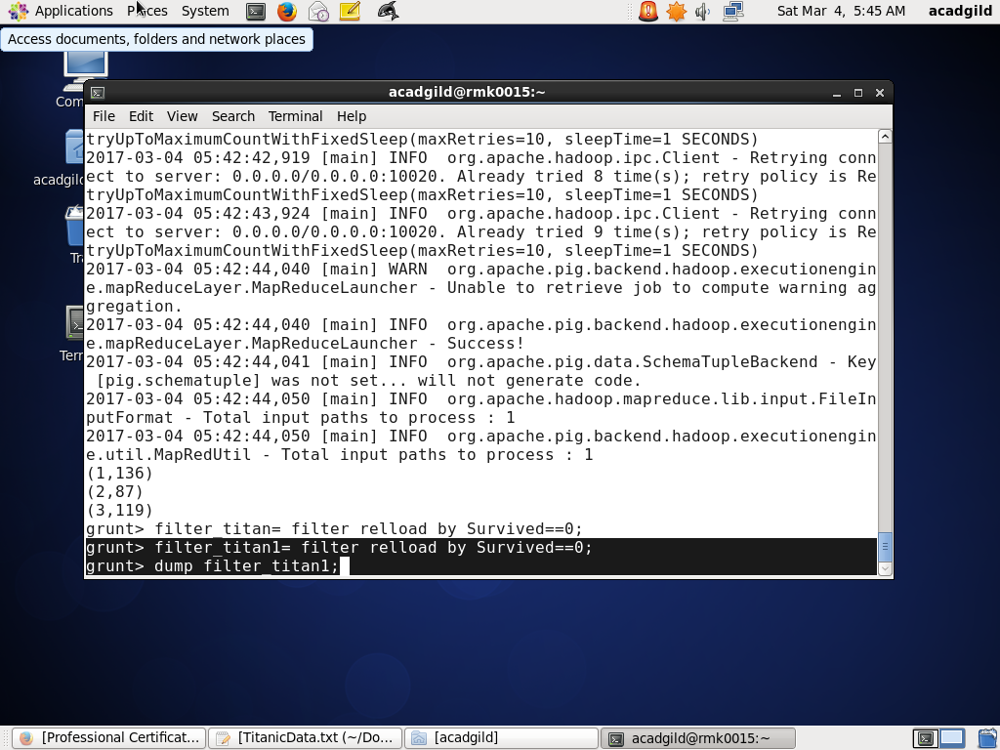 Applications Places System Sat Mar 4, 5:45 AM acadgild
Access documents, folders and network places
Com
acadgild
Tr
Terr
acadgild@rmk0015:~
File Edit View Search Terminal Help
tryUpToMaximumCountWithFixedSleep(maxRetries=10, sleepTime=1 SECONDS)
2017-03-04 05:42:42,919 [main] INFO  org.apache.hadoop.ipc.Client - Retrying conn
ect to server: 0.0.0.0/0.0.0.0:10020. Already tried 8 time(s); retry policy is Re
tryUpToMaximumCountWithFixedSleep(maxRetries=10, sleepTime=1 SECONDS)
2017-03-04 05:42:43,924 [main] INFO  org.apache.hadoop.ipc.Client - Retrying conn
ect to server: 0.0.0.0/0.0.0.0:10020. Already tried 9 time(s); retry policy is Re
tryUpToMaximumCountWithFixedSleep(maxRetries=10, sleepTime=1 SECONDS)
2017-03-04 05:42:44,040 [main] WARN  org.apache.pig.backend.hadoop.executionengin
e.mapReduceLayer.MapReduceLauncher - Unable to retrieve job to compute warning ag
gregation.
2017-03-04 05:42:44,040 [main] INFO  org.apache.pig.backend.hadoop.executionengin
e.mapReduceLayer.MapReduceLauncher - Success!
2017-03-04 05:42:44,041 [main] INFO  org.apache.pig.data.SchemaTupleBackend - Key
 [pig.schematuple] was not set... will not generate code.
2017-03-04 05:42:44,050 [main] INFO  org.apache.hadoop.mapreduce.lib.input.FileIn
putFormat - Total input paths to process : 1
2017-03-04 05:42:44,050 [main] INFO  org.apache.pig.backend.hadoop.executionengin
e.util.MapRedUtil - Total input paths to process : 1
(1,136)
(2,87)
(3,119)
grunt> filter_titan= filter relload by Survived==0;
grunt> filter_titan1= filter relload by Survived==0;
grunt> dump filter_titan1;
[Professional Certificat... [TitanicData.txt (~/Do... [acadgild] acadgild@rmk0015:~